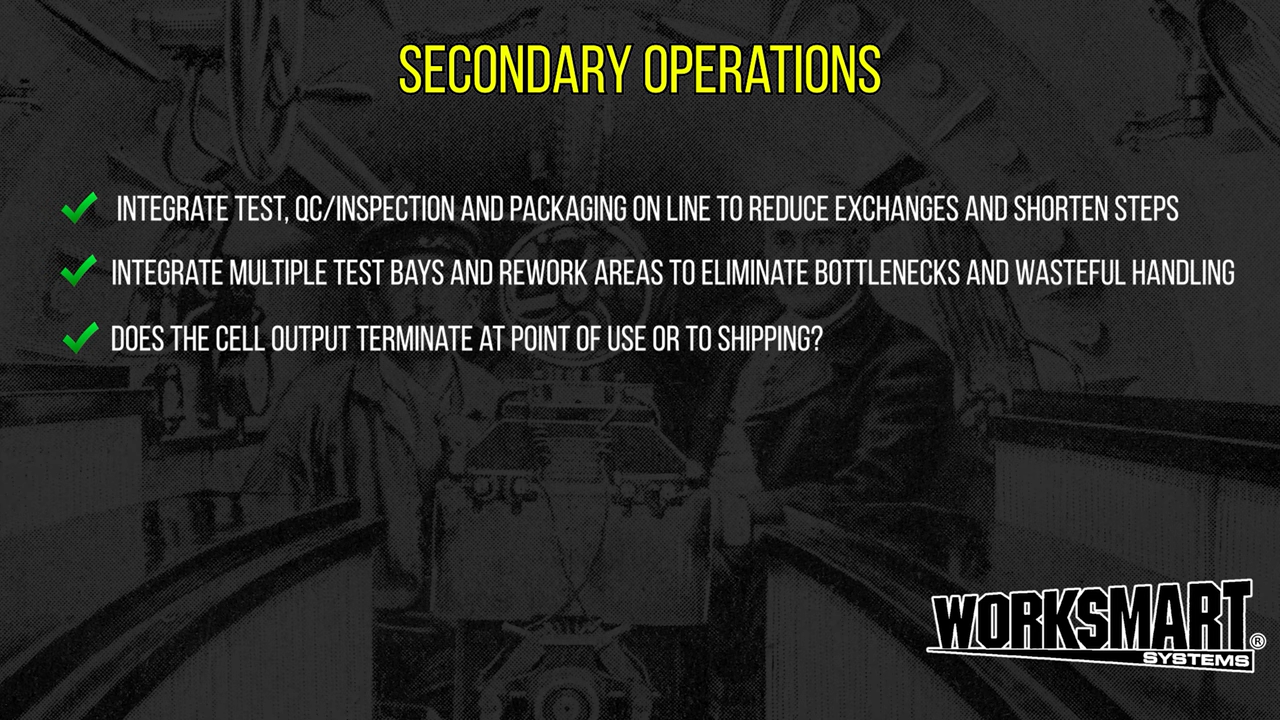 SECONDARY OPERATIONS
INTEGRATE TEST, QC/INSPECTION AND PACKAGING ON LINE TO REDUCE EXCHANGES AND SHORTEN STEPS
INTEGRATE MULTIPLE TEST BAYS AND REWORK AREAS TO ELIMINATE BOTTLENECKS AND WASTEFUL HANDLING
DOES THE CELL OUTPUT TERMINATE AT POINT OF USE OR TO SHIPPING?
WORKSMART®
SYSTEMS